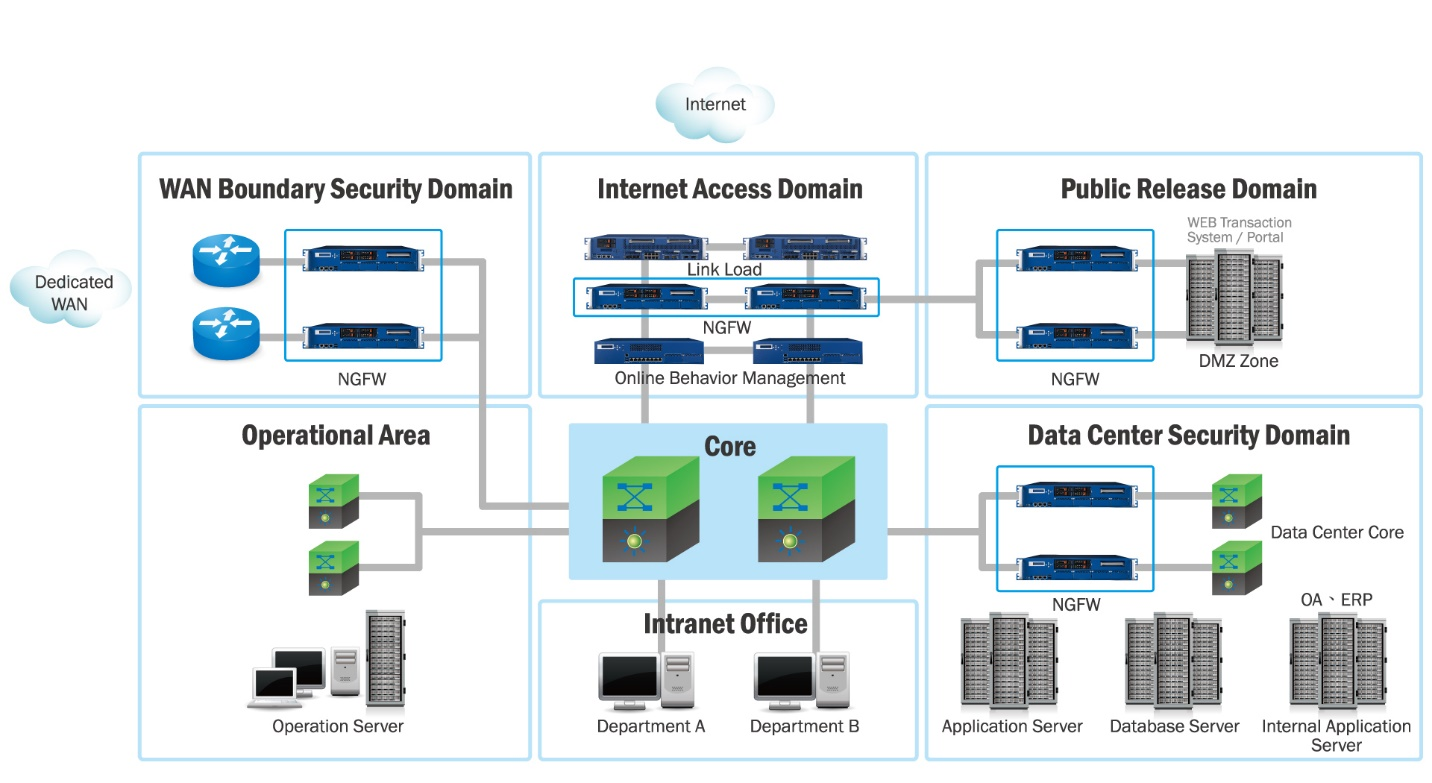 Internet
Dedicated
WAN
WAN Boundary Security Domain
NGFW
Internet Access Domain
Link Load
NGFW
Online Behavior Management
Public Release Domain
WEB Transaction
System / Portal
NGFW
DMZ Zone
Operational Area
Operation Server
Core
Intranet Office
Department A
Department B
Data Center Security Domain
Data Center Core
NGFW
OA、ERP
Application Server
Database Server
Internal Application
Server